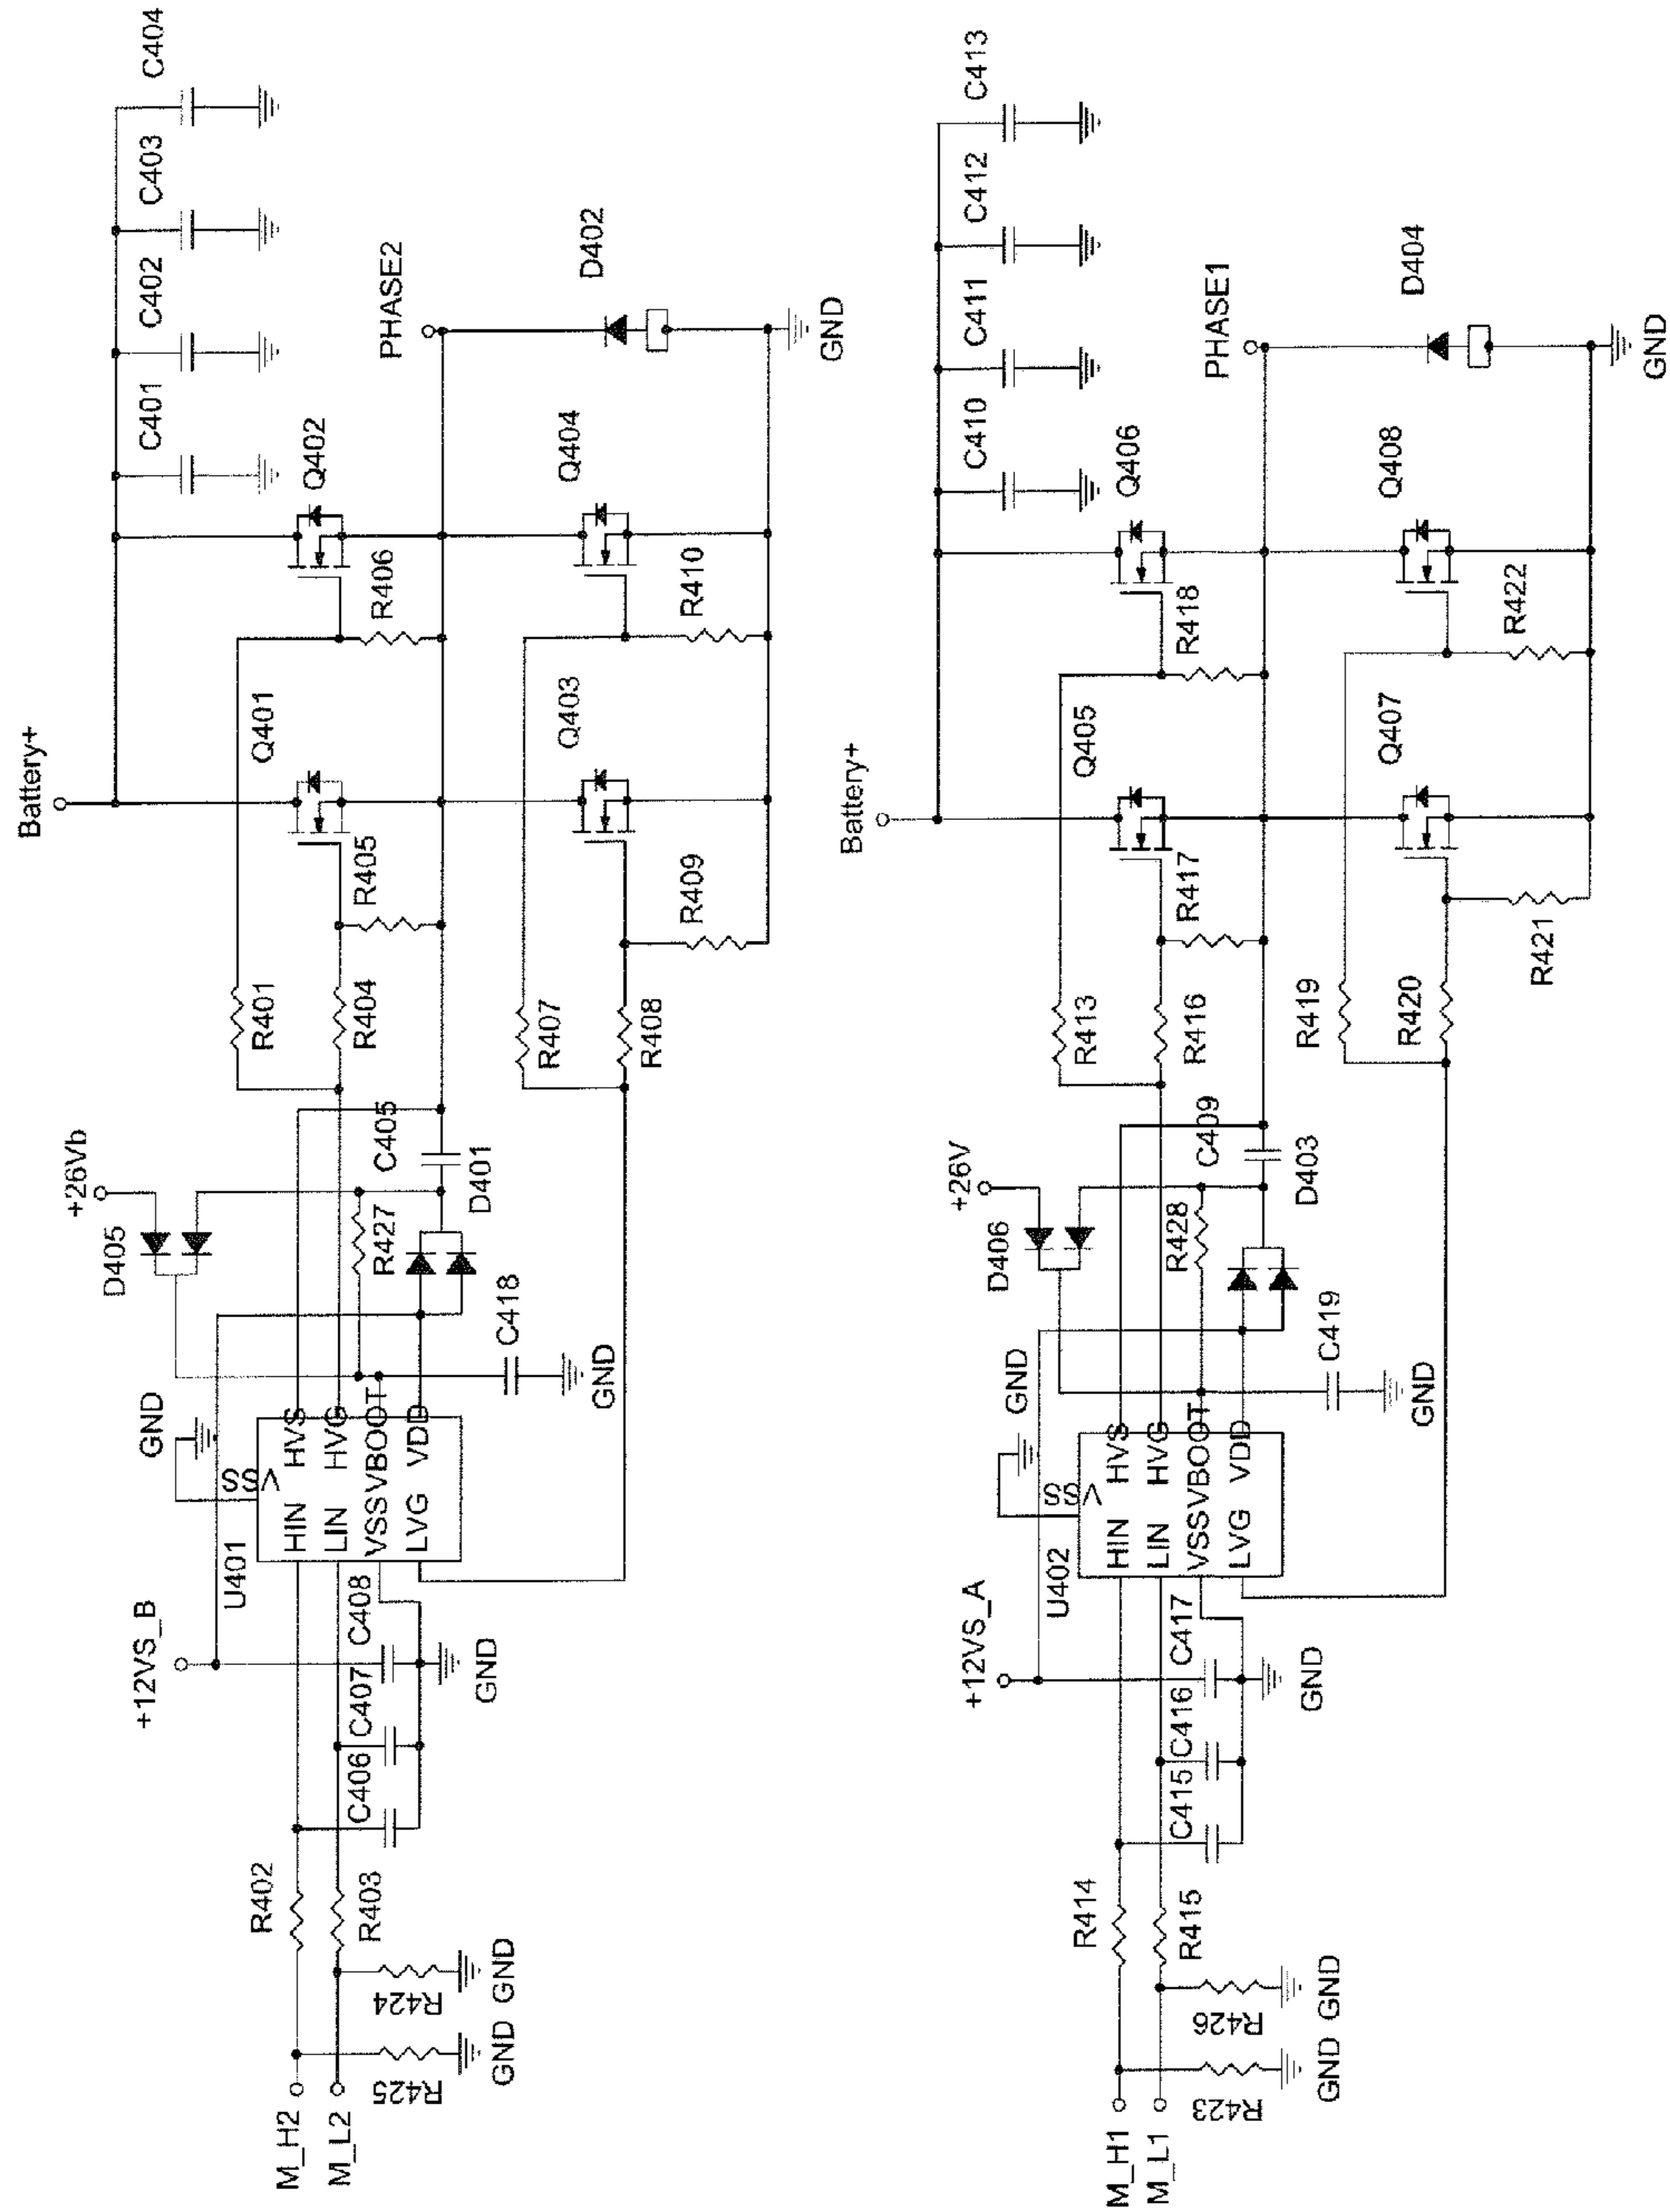 Battery+
C401
C402
C403
C404
Q401
Q402
R401
R404
R405
R406
PHASE2
D402
GND
Q403
Q404
R407
R408
R409
R410
+26Vb
D405
R427
C405
D401
C418
GND
GND
+12VS_B
U401
HIN
HVS
LIN
HVG
VSS
VBOOT
LVG
VDD
VSS
C406
C407
C408
GND
R402
R403
R424
R425
GND
GND
M_H2
M_L2
Battery+
C410
C411
C412
C413
Q405
Q406
R413
R416
R417
R418
PHASE1
D404
GND
Q407
Q408
R419
R420
R421
R422
+26V
D406
R428
C409
D403
C419
GND
GND
+12VS_A
U402
HIN
HVS
LIN
HVG
VSS
VBOOT
LVG
VDD
VSS
C415
C416
C417
GND
R414
R415
R426
R423
GND
GND
M_H1
M_L1